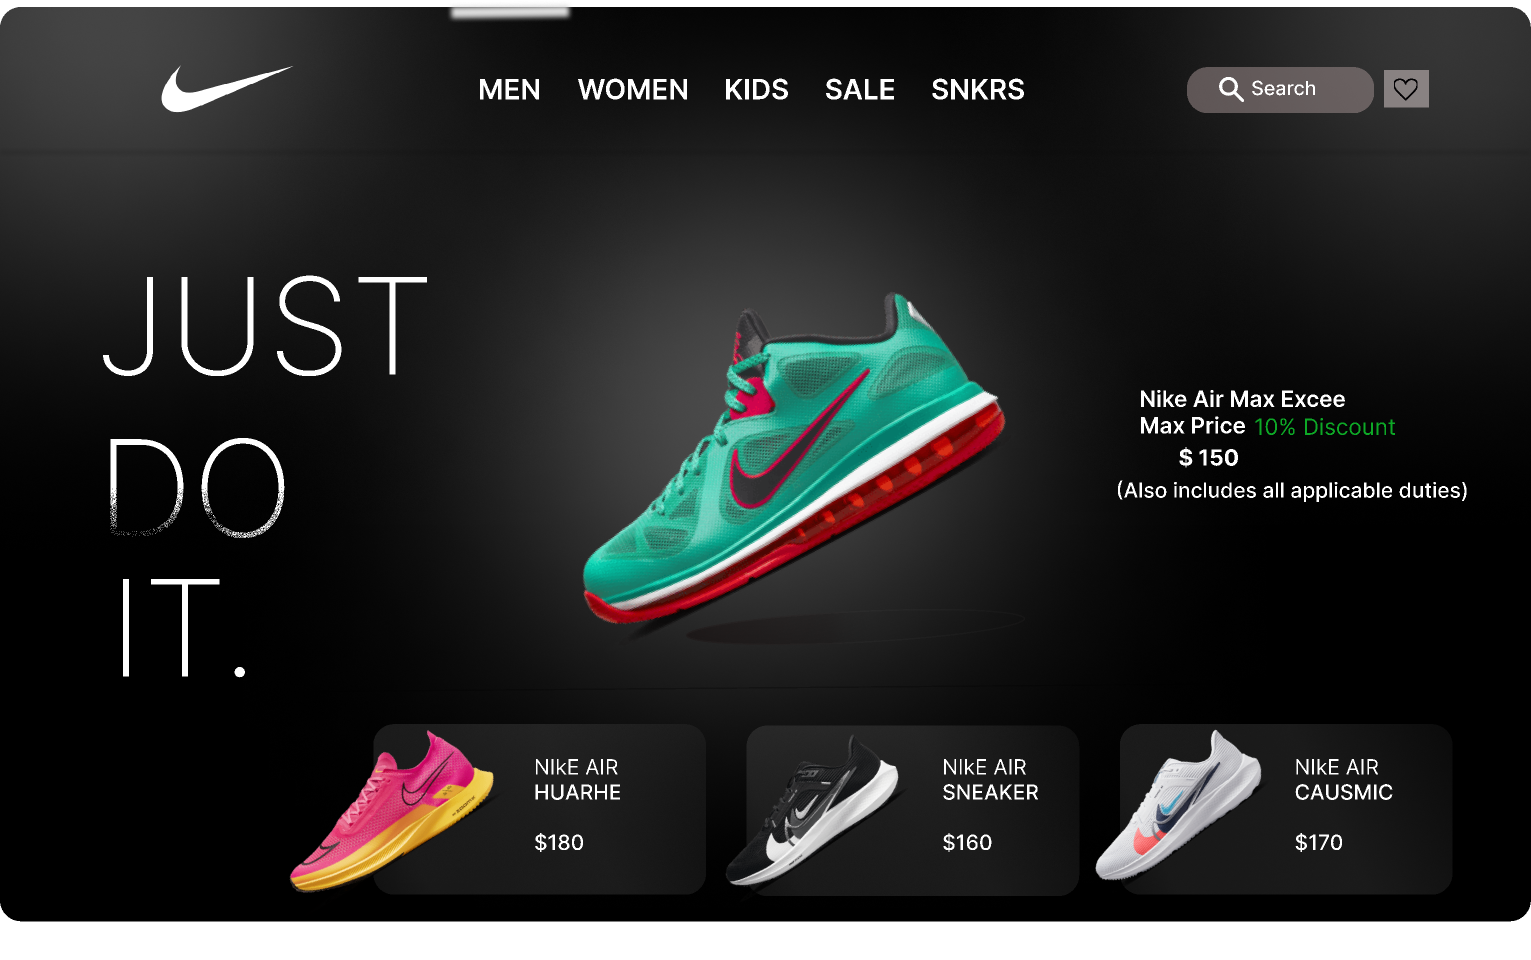 MEN WOMEN KIDS SALE SNKRS Search
JUST
DO
IT.
Nike Air Max Excee
Max Price 10% Discount
$ 150
(Also includes all applicable duties)
NIkE AIR
HUARHE
$180
NIkE AIR
SNEAKER
$160
NIkE AIR
CAUSMIC
$170